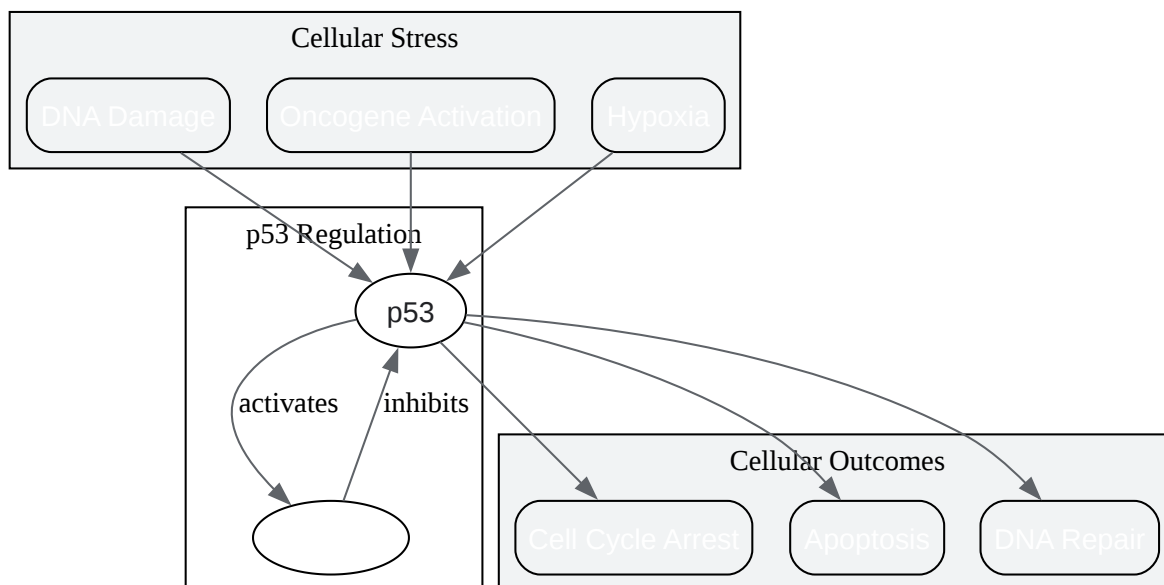 Cellular Stress
DNA Damage
Oncogene Activation
Hypoxia
p53 Regulation
p53
activates
inhibits
Cellular Outcomes
Cell Cycle Arrest
Apoptosis
DNA Repair